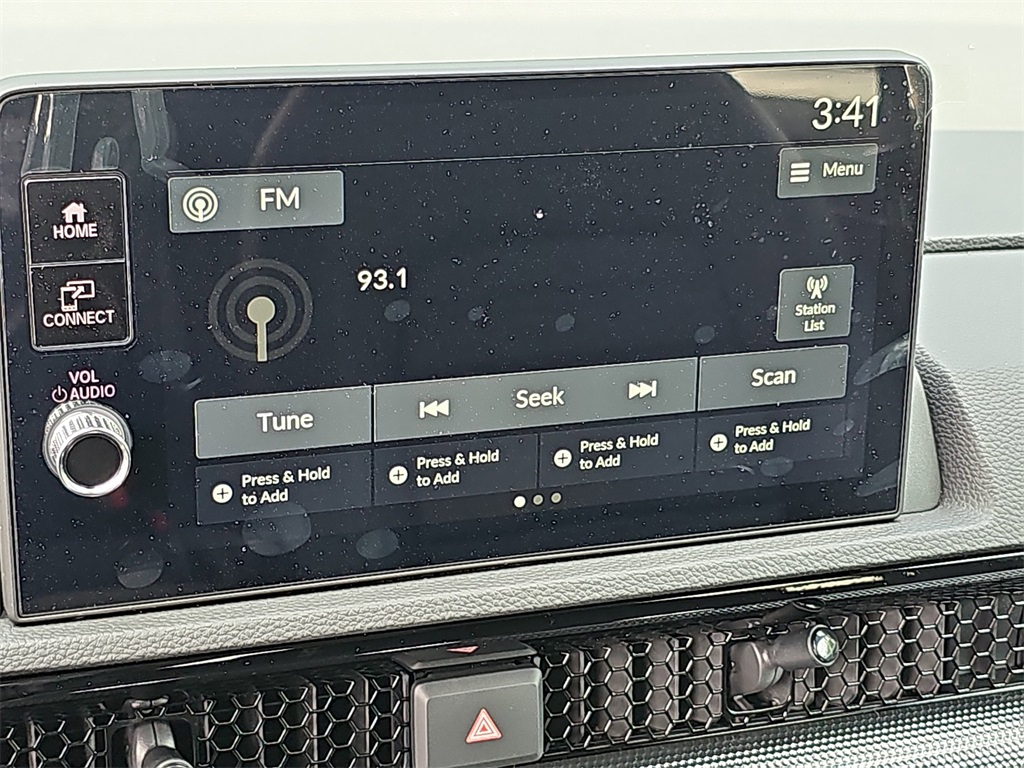 3:41
HOME
FM
Menu
CONNECT
93.1
Station
List
VOL
AUDIO
Tune
Seek
Scan
Press & Hold
to Add
Press & Hold
to Add
Press & Hold
to Add
Press & Hold
to Add